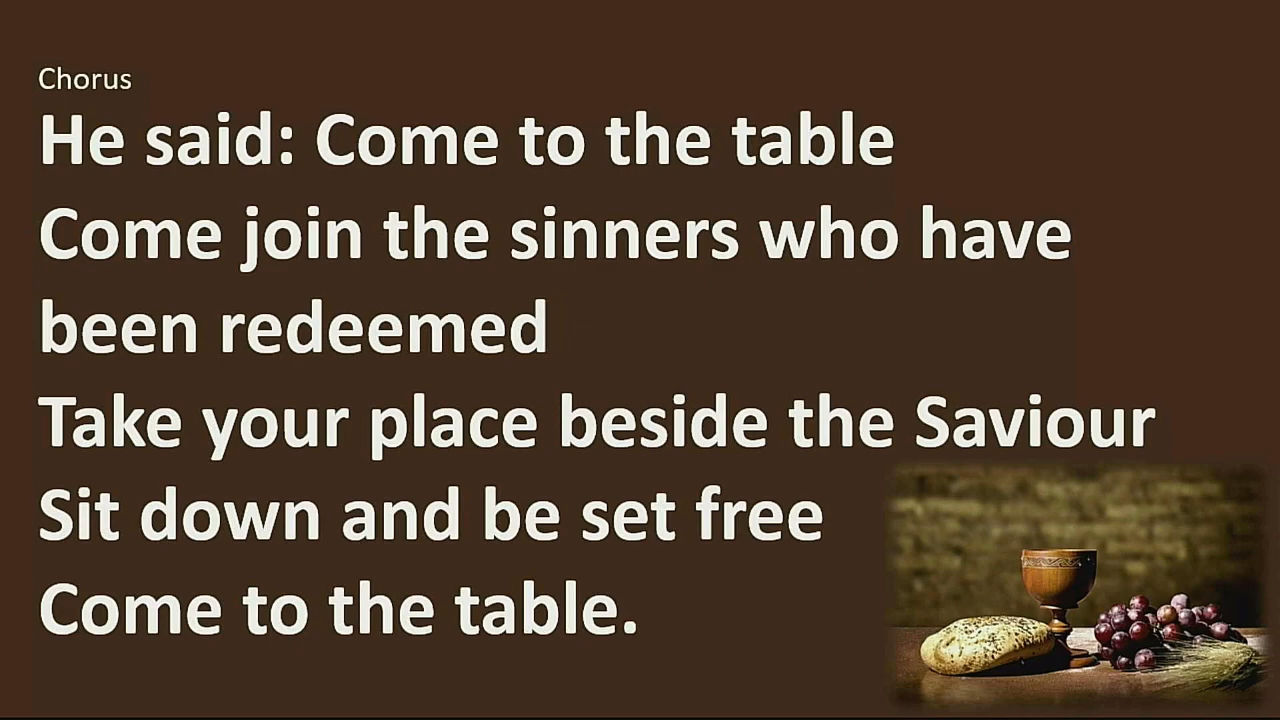 Chorus
He said: Come to the table
Come join the sinners who have
been redeemed
Take your place beside the Saviour
Sit down and be set free
Come to the table.